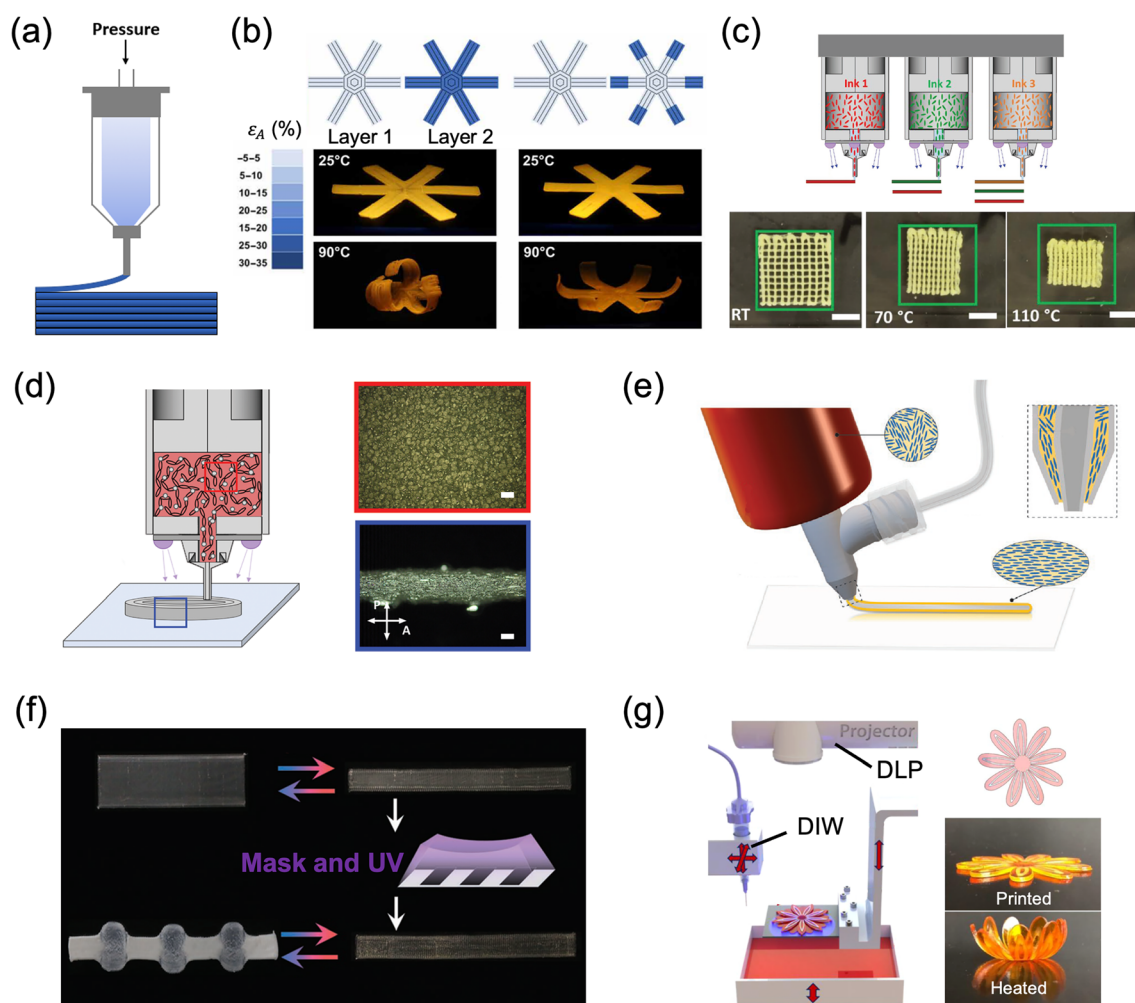 (a)
Pressure
(b)
εA (%)
−5–5
5–10
10–15
20–25
15–20
25–30
30–35
Layer 1
Layer 2
25°C
25°C
90°C
90°C
(c)
Ink 1
Ink 2
Ink 3
RT
70 °C
110 °C
(d)
P
A
(e)
(f)
Mask and UV
(g)
Projector
DLP
DIW
Printed
Heated